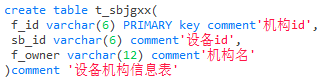 create table t_sbjgxx(
f_id varchar(6) PRIMARY key comment'机构id',
sb_id varchar(6) comment'设备id',
f_owner varchar(12) comment'机构名'
)comment '设备机构信息表'